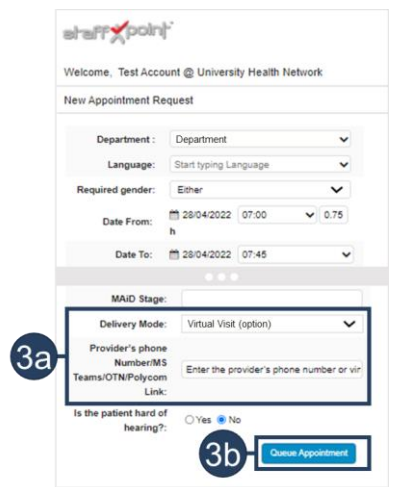 staffXpoint
Welcome, Test Account @ University Health Network
New Appointment Request
Department : Department
Language: Start typing Language
Required gender: Either
Date From: 28/04/2022 07:00 0.75
h
Date To: 28/04/2022 07:45
MAiD Stage:
3a
Delivery Mode: Virtual Visit (option)
Provider's phone
Number/MS
Teams/OTN/Polycom
Link:
Enter the provider's phone number or vir
Is the patient hard of
hearing?:
Yes No
3b
Queue Appointment